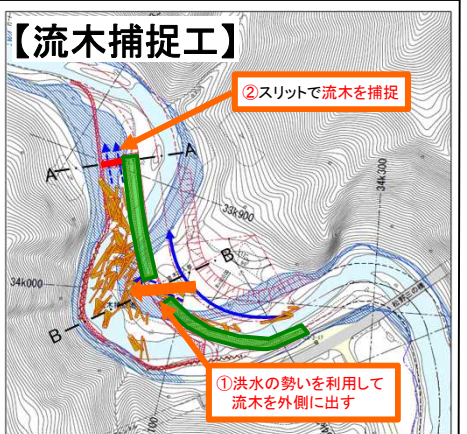 【流木捕捉工】
②スリットで流木を捕捉
A
A
34k300
33k900
B
34k000
B
①洪水の勢いを利用して
流木を外側に出す